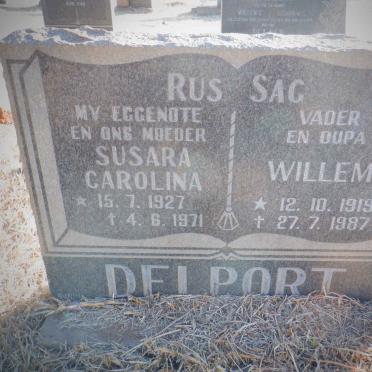 RUS SAG
MY EGGENOTE
EN ONS MOEDER
SUSARA
CAROLINA
* 15.7.1927
† 4.6.1971
VADER
EN OUPA
WILLEM
* 12.10.1919
† 27.7.1987
DELPORT